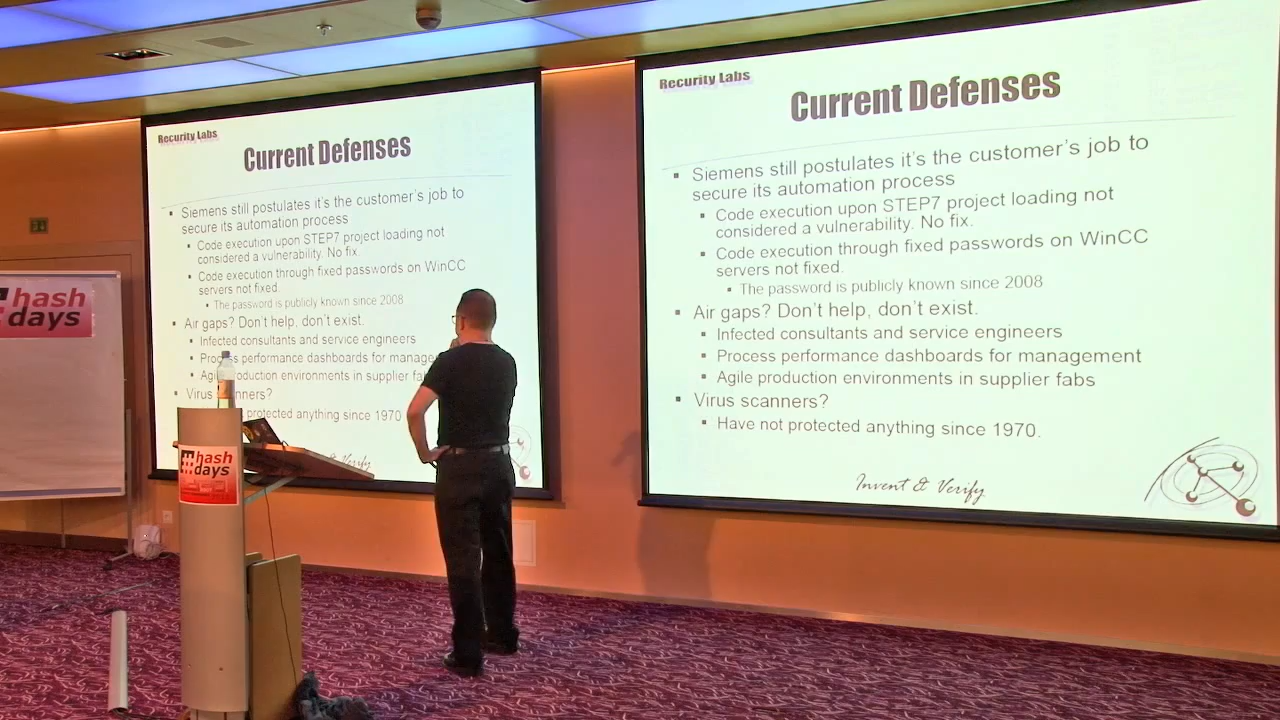 hash
days
hash
days
Recurity Labs
Current Defenses
Siemens still postulates it's the customer's job to
secure its automation process
Code execution upon STEP7 project loading not
considered a vulnerability. No fix.
Code execution through fixed passwords on WinCC
servers not fixed.
The password is publicly known since 2008
Air gaps? Don't help, don't exist.
Infected consultants and service engineers
Process performance dashboards for manage
Agile production environments in supplier fab
Virus scanners?
protected anything since 1970
Verify
Recurity Labs
Current Defenses
Siemens still postulates it's the customer's job to
secure its automation process
Code execution upon STEP7 project loading not
considered a vulnerability. No fix.
Code execution through fixed passwords on WinCC
servers not fixed.
The password is publicly known since 2008
Air gaps? Don't help, don't exist.
Infected consultants and service engineers
Process performance dashboards for management
Agile production environments in supplier fabs
Virus scanners?
Have not protected anything since 1970.
Invent & Verify